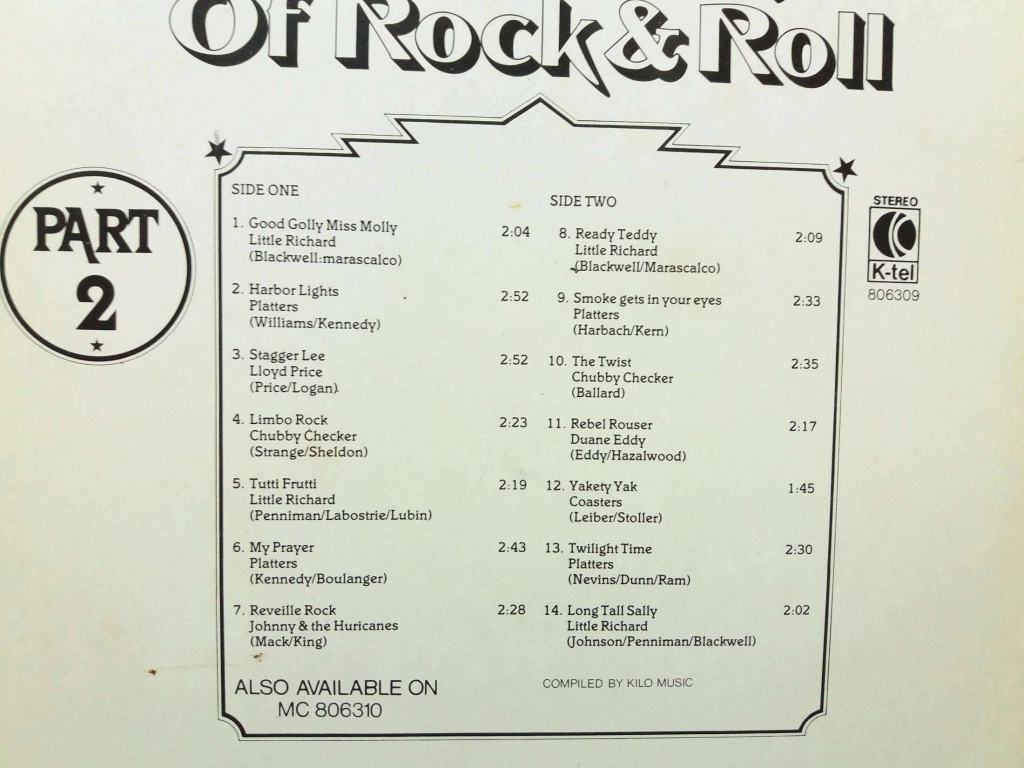 Of Rock & Roll
PART
2
STEREO
K-tel
806309
SIDE ONE
1. Good Golly Miss Molly 2:04
Little Richard
(Blackwell:marascalco)
2. Harbor Lights 2:52
Platters
(Williams/Kennedy)
3. Stagger Lee 2:52
Lloyd Price
(Price/Logan).
4. Limbo Rock 2:23
Chubby Checker
(Strange/Sheldon)
5. Tutti Frutti 2:19
Little Richard
(Penniman/Labostrie/Lubin)
6. My Prayer 2:43
Platters
(Kennedy/Boulanger)
7. Reveille Rock 2:28
Johnny & the Huricanes
(Mack/King)
ALSO AVAILABLE ON
MC 806310
SIDE TWO
8. Ready Teddy 2:09
Little Richard
(Blackwell/Marascalco)
9. Smoke gets in your eyes 2:33
Platters
(Harbach/Kern)
10. The Twist 2:35
Chubby Checker
(Ballard)
11. Rebel Rouser 2:17
Duane Eddy
(Eddy/Hazalwood)
12. Yakety Yak 1:45
Coasters
(Leiber/Stoller)
13. Twilight Time 2:30
Platters
(Nevins/Dunn/Ram)
14. Long Tall Sally 2:02
Little Richard
(Johnson/Penniman/Blackwell)
COMPILED BY KILO MUSIC